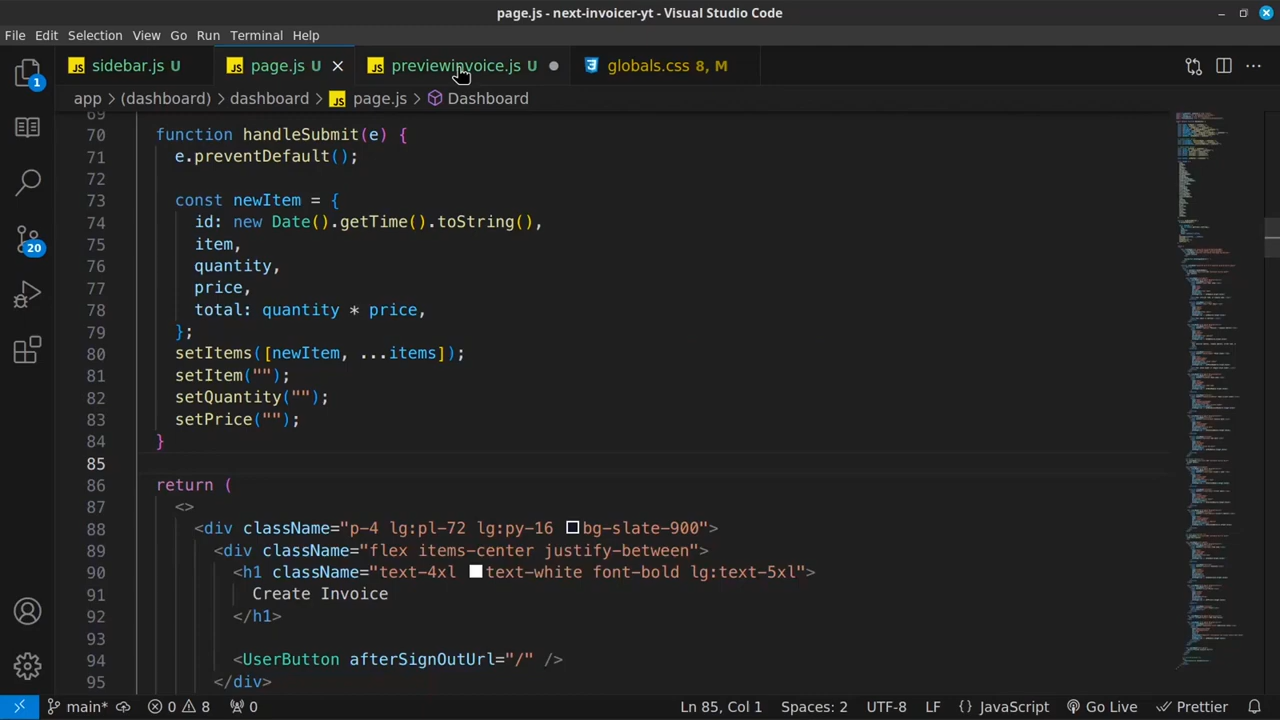 page.js - next-invoicer-yt - Visual Studio Code
File Edit Selection View Go Run Terminal Help
sidebar.js U page.js U previewinvoice.js U globals.css 8, M
app > (dashboard) > dashboard > page.js > Dashboard
1
20
69
70 function handleSubmit(e) {
71 e.preventDefault();
72
73 const newItem = {
74 id: new Date().getTime().toString(),
75 item,
76 quantity,
77 price,
78 total: quantity * price,
79 };
80 setItems([newItem, ...items]);
81 setItem("");
82 setQuantity("");
83 setPrice("");
84 }
85
86 return (
87 <>
88 <div className="p-4 lg:pl-72 lg:py-16 bg-slate-900">
89 <div className="flex items-center justify-between">
90 <h1 className="text-4xl text-white font-bold lg:text-5xl">
91 Create Invoice
92 </h1>
93
94 <UserButton afterSignOutUrl="/" />
95 </div>
main* 0 8 0 Ln 85, Col 1 Spaces: 2 UTF-8 LF {} JavaScript Go Live Prettier